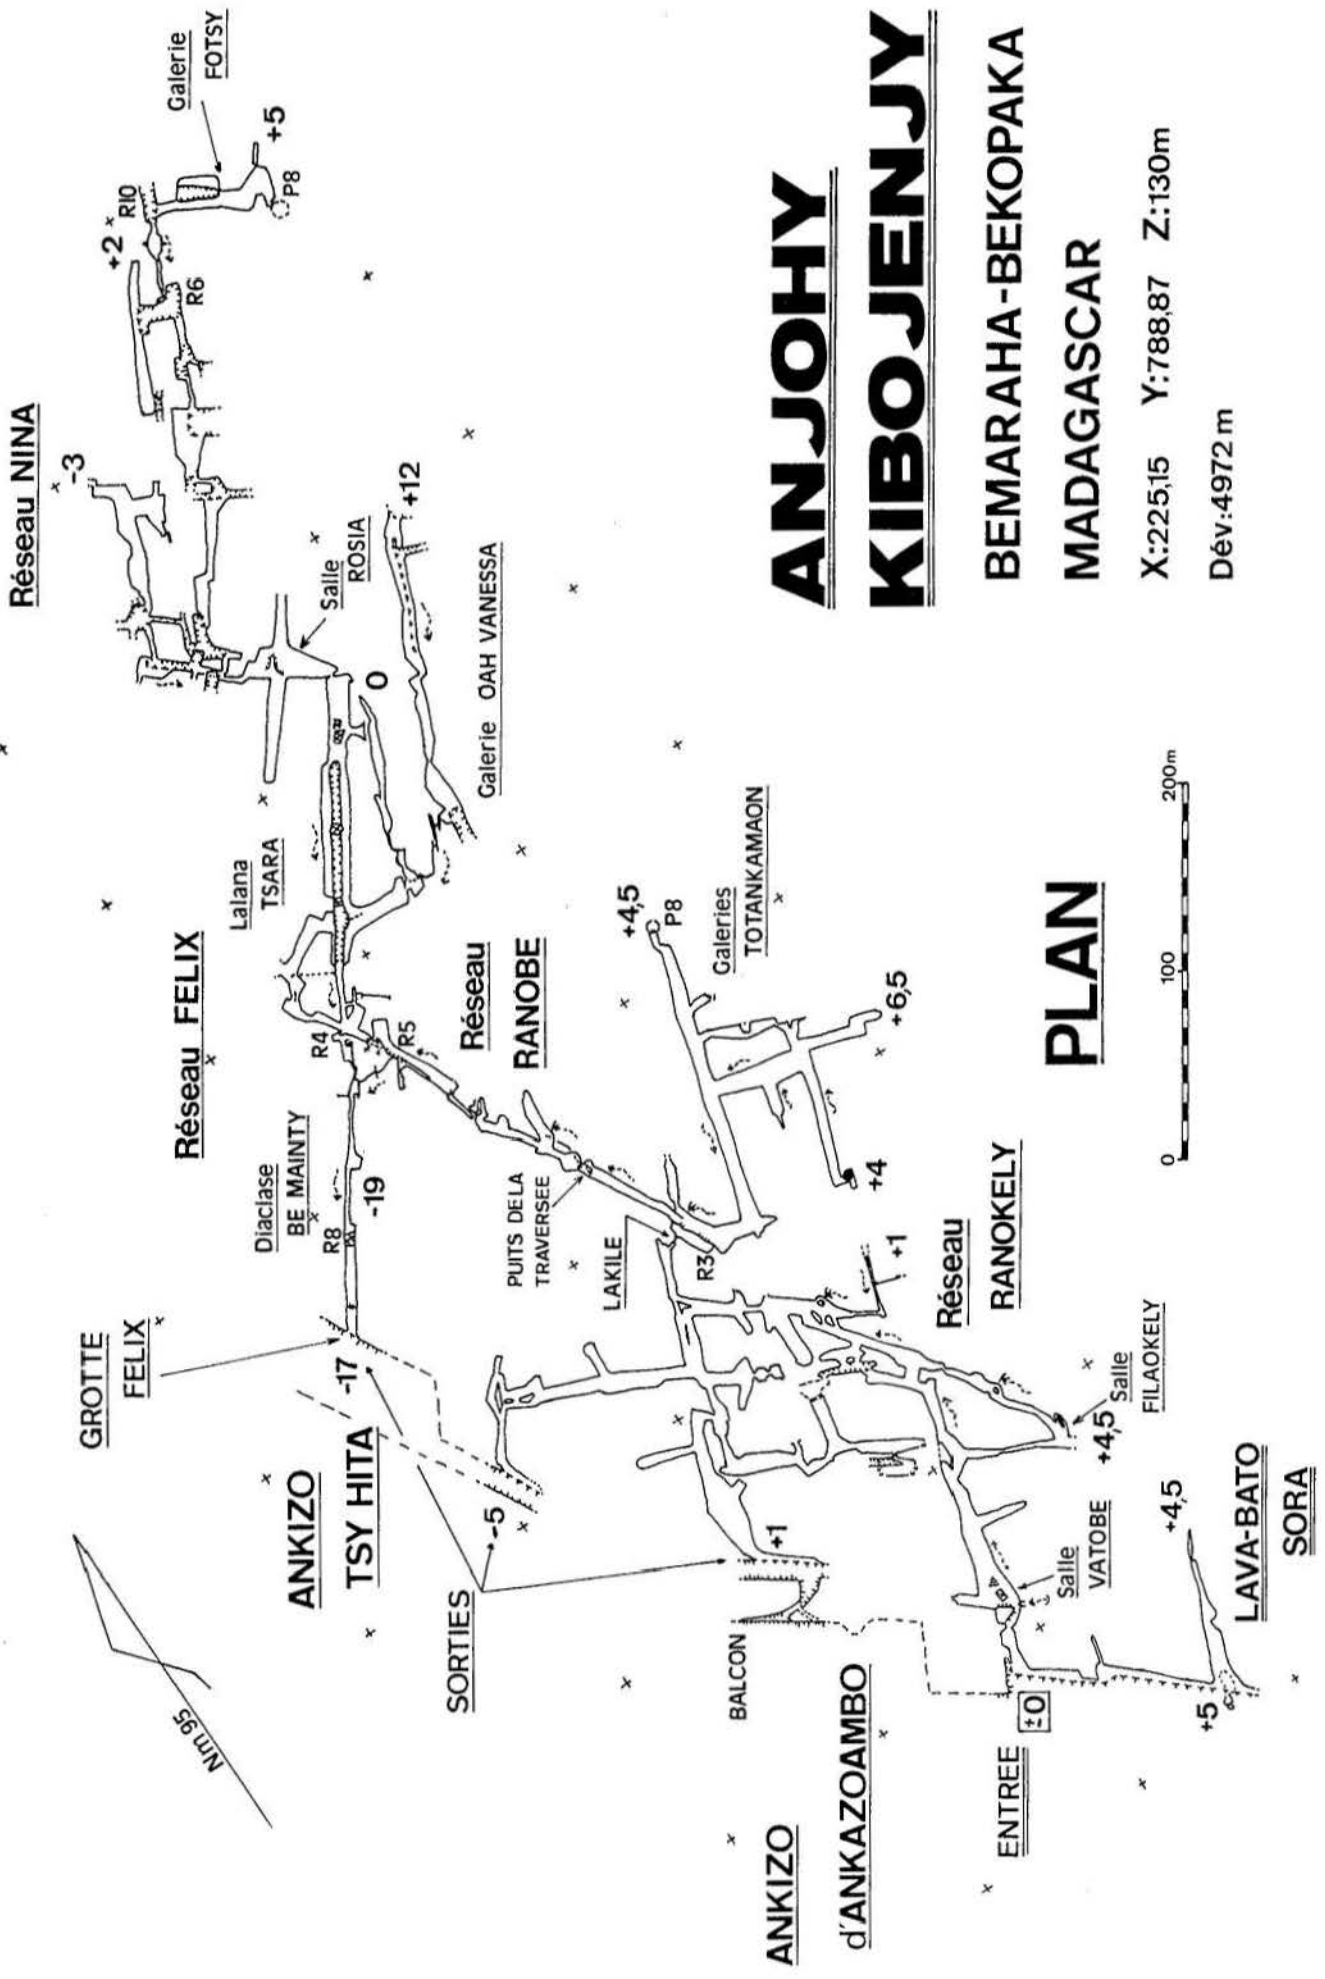 ANJOHY
KIBOJENJY
BEMARAHA-BEKOPAKA
MADAGASCAR
X:225,15 Y:788,87 Z:130m
Dév:4972m
PLAN
0 100 200m
Nm 95
GROTTE
FELIX
ANKIZO
TSY HITA
-17
SORTIES
-5
Diaclase
BE MAINTY
R8
-19
Réseau FELIX
R4
R5
Lalana
TSARA
Réseau NINA
-3
+2
R10
R6
Galerie
FOTSY
+5
P8
Salle
ROSIA
0
+12
Galerie OAH VANESSA
Réseau
RANOBE
PUITS DE LA
TRAVERSEE
LAKILE
R3
+4,5
P8
Galeries
TOTANKAMAON
+6,5
+4
Réseau
RANOKELY
+1
Salle
FILAOKELY
+4,5
+1
BALCON
Salle
VATOBE
ANKIZO
d'ANKAZOAMBO
ENTREE
±0
+5
+4,5
LAVA-BATO
SORA